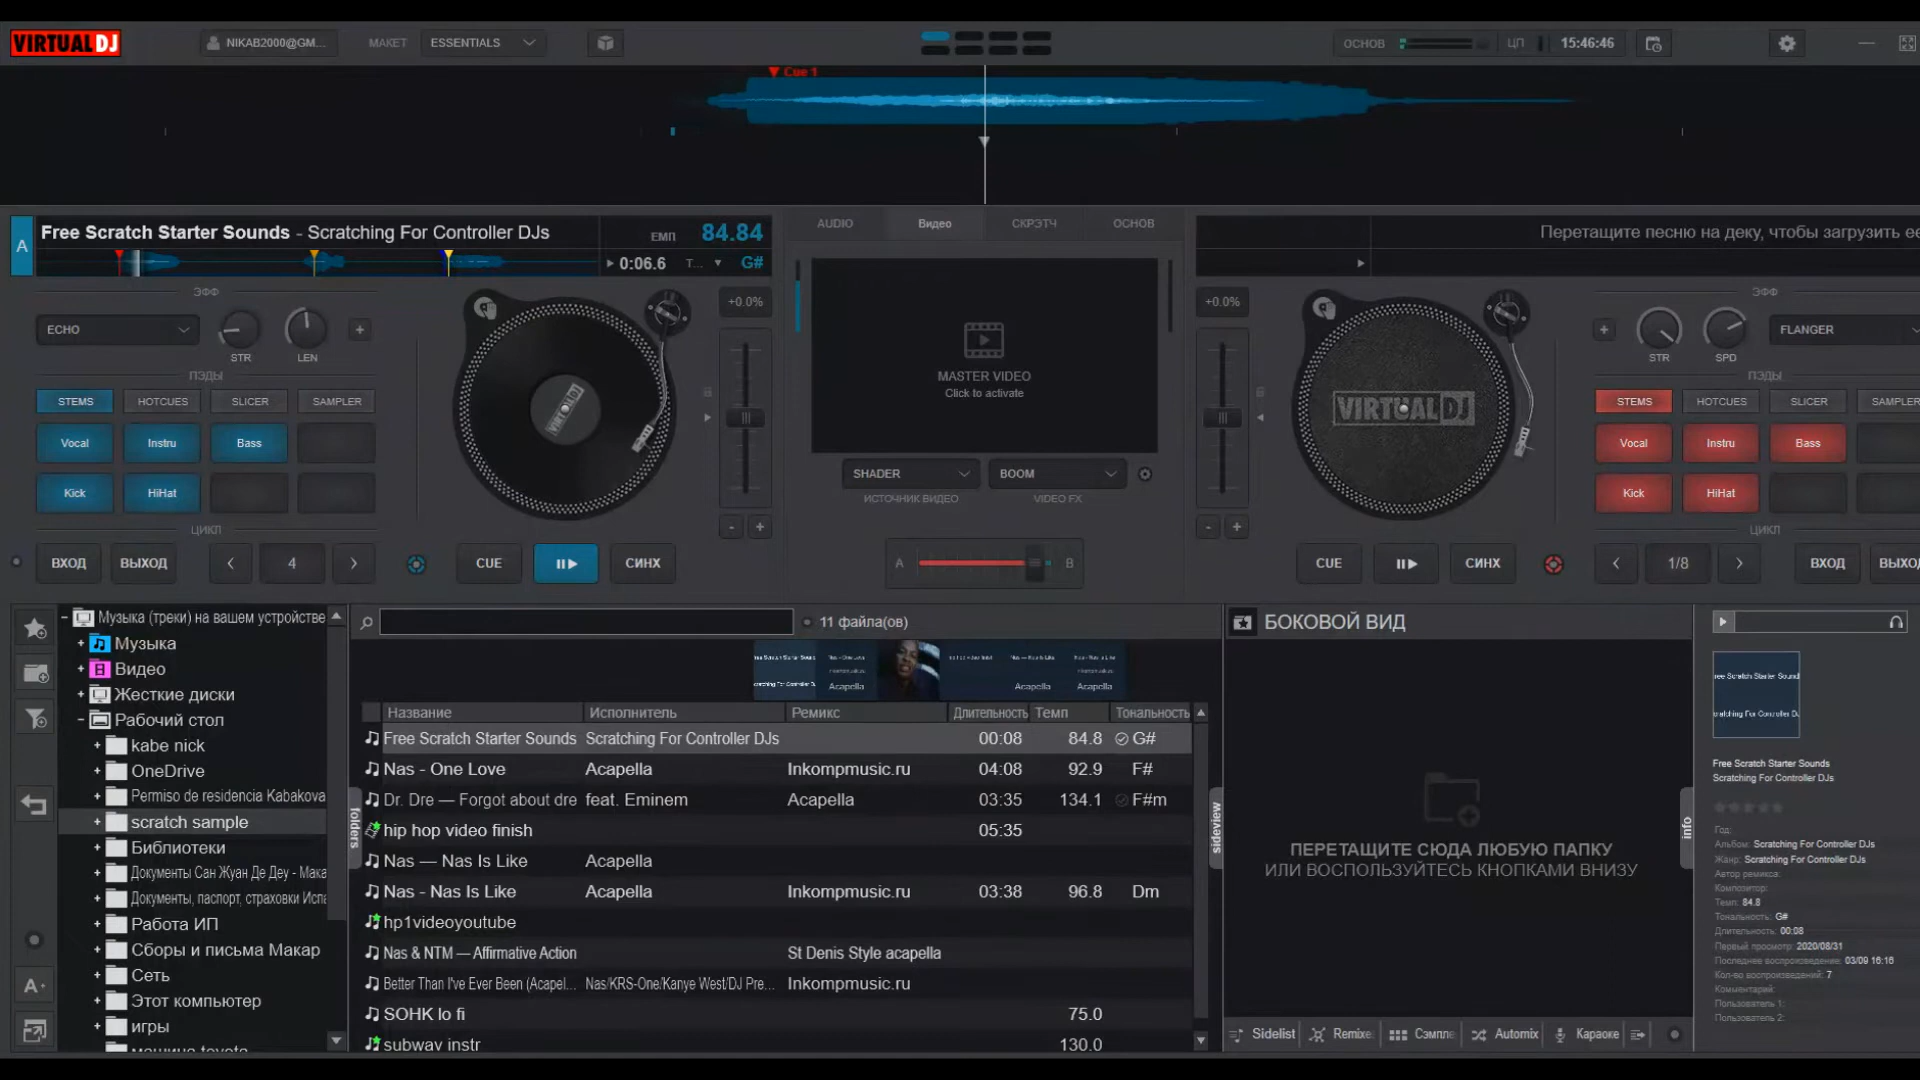 VIRTUAL DJ
NIKAB2000@GM...
МАКЕТ
ESSENTIALS
ОСНОВ
ЦП
15:46:46
Cue 1
A
Free Scratch Starter Sounds - Scratching For Controller DJs
ЕМП
84.84
0:06.6
T...
G#
AUDIO
Видео
СКРЭТЧ
ОСНОВ
Перетащите песню на деку, чтобы загрузить ее
ЭФФ
ECHO
STR
LEN
+
+0.0%
MASTER VIDEO
Click to activate
+0.0%
ЭФФ
+
STR
SPD
FLANGER
ПЭДЫ
STEMS
HOTCUES
SLICER
SAMPLER
Vocal
Instru
Bass
Kick
HiHat
VIRTUAL DJ
SHADER
BOOM
ИСТОЧНИК ВИДЕО
VIDEO FX
VIRTUAL DJ
ПЭДЫ
STEMS
HOTCUES
SLICER
SAMPLER
Vocal
Instru
Bass
Kick
HiHat
- +
- +
ЦИКЛ
ВХОД
ВЫХОД
<
4
>
CUE
СИНХ
A
B
CUE
СИНХ
ЦИКЛ
<
1/8
>
ВХОД
ВЫХО
Музыка (треки) на вашем устройстве
Музыка
Видео
Жесткие диски
Рабочий стол
kabe nick
OneDrive
Permiso de residencia Kabakova
scratch sample
Библиотеки
Документы Сан Жуан Де Деу - Мака
Документы, паспорт, страховки Испа
Работа ИП
Сборы и письма Макар
Сеть
Этот компьютер
игры
машина toyota
A+
folders
11 файла(ов)
Название Исполнитель Ремикс Длительность Темп Тональность
Free Scratch Starter Sounds Scratching For Controller DJs 00:08 84.8 G#
Nas - One Love Acapella Inkompmusic.ru 04:08 92.9 F#
Dr. Dre — Forgot about dre feat. Eminem Acapella 03:35 134.1 F#m
hip hop video finish 05:35
Nas — Nas Is Like Acapella
Nas - Nas Is Like Acapella Inkompmusic.ru 03:38 96.8 Dm
hp1videoyoutube
Nas & NTM — Affirmative Action St Denis Style acapella
Better Than I've Ever Been (Acapel... Nas/KRS-One/Kanye West/DJ Pre... Inkompmusic.ru
SOHK lo fi 75.0
subway instr 130.0
sideview
БОКОВОЙ ВИД
ПЕРЕТАЩИТЕ СЮДА ЛЮБУЮ ПАПКУ
ИЛИ ВОСПОЛЬЗУЙТЕСЬ КНОПКАМИ ВНИЗУ
Sidelist
Remixe
Сэмпле
Automix
Караоке
info
Free Scratch Starter Sounds
Scratching For Controller DJs
Год:
Альбом: Scratching For Controller DJs
Жанр: Scratching For Controller DJs
Автор ремикса:
Композитор:
Темп: 84.8
Тональность: G#
Длительность: 00:08
Первый просмотр: 2020/08/31
Последнее воспроизведение: 03/09 16:16
Кол-во воспроизведений: 7
Комментарий:
Пользователь 1:
Пользователь 2: